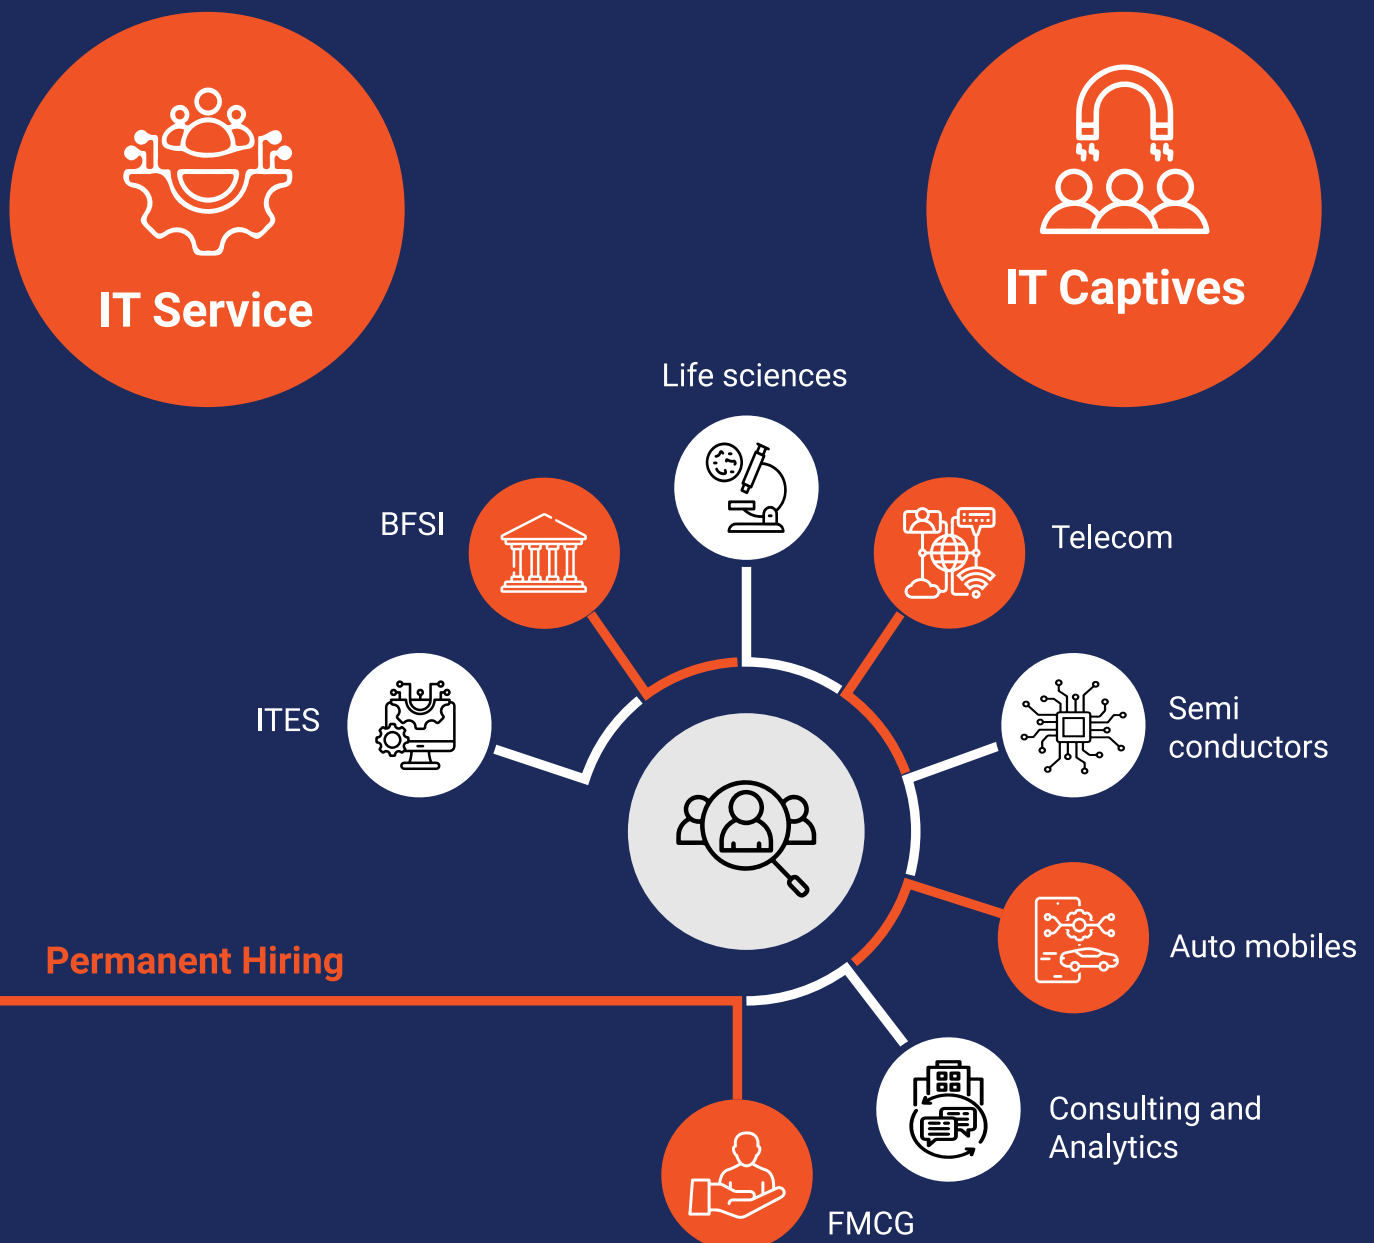 IT Service
IT Captives
Life sciences
BFSI
Telecom
ITES
Semi
conductors
Permanent Hiring
Auto mobiles
Consulting and
Analytics
FMCG